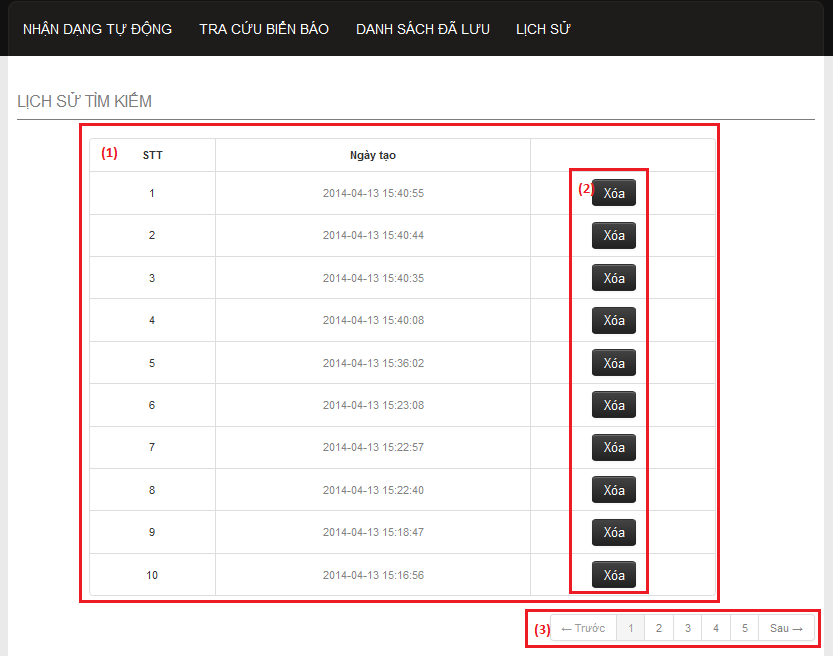 NHẬN DẠNG TỰ ĐỘNG TRA CỨU BIỂN BÁO DANH SÁCH ĐÃ LƯU LỊCH SỬ
LỊCH SỬ TÌM KIẾM
(1) STT Ngày tạo
1 2014-04-13 15:40:55 (2) Xóa
2 2014-04-13 15:40:44 Xóa
3 2014-04-13 15:40:35 Xóa
4 2014-04-13 15:40:08 Xóa
5 2014-04-13 15:36:02 Xóa
6 2014-04-13 15:23:08 Xóa
7 2014-04-13 15:22:57 Xóa
8 2014-04-13 15:22:40 Xóa
9 2014-04-13 15:18:47 Xóa
10 2014-04-13 15:16:56 Xóa
(3) ← Trước 1 2 3 4 5 Sau →